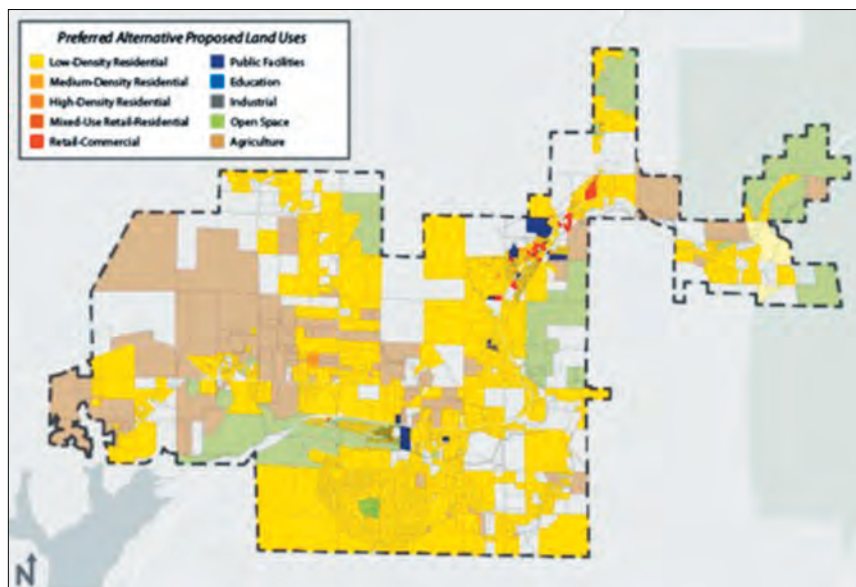 Preferred Alternative Proposed Land Uses
Low-Density Residential
Medium-Density Residential
High-Density Residential
Mixed-Use Retail-Residential
Retail-Commercial
Public Facilities
Education
Industrial
Open Space
Agriculture
N